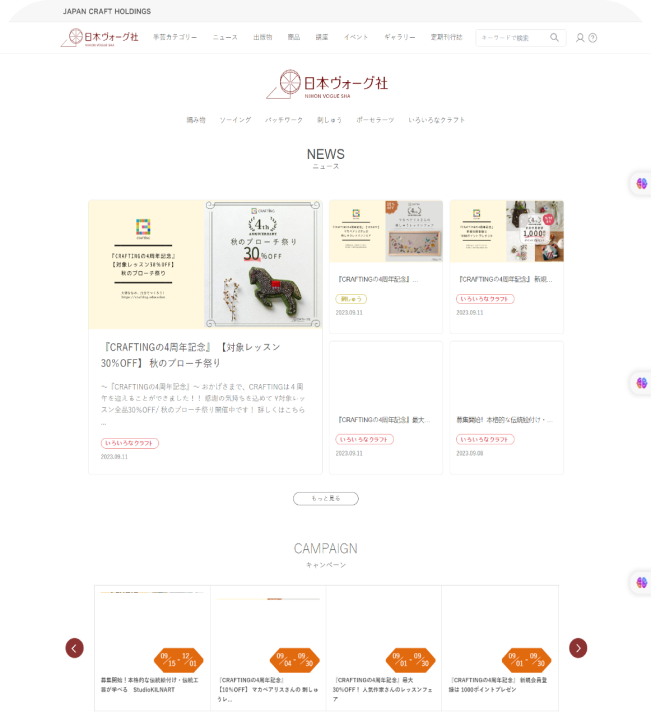 JAPAN CRAFT HOLDINGS
日本ヴォーグ社
NIHON VOGUE SHA
手芸カテゴリー ニュース 出版物 商品 講座 イベント ギャラリー 定期刊行誌 キーワードで検索
日本ヴォーグ社
NIHON VOGUE SHA
編み物 ソーイング パッチワーク 刺しゅう ポーセラーツ いろいろなクラフト
NEWS
ニュース
CRAFTING
『CRAFTINGの4周年記念』
【対象レッスン30%OFF】
秋のブローチ祭り
CRAFTING
4th
ANNIVERSARY
秋のブローチ祭り
30%OFF
『CRAFTINGの4周年記念』【対象レッスン
30%OFF】 秋のブローチ祭り
～『CRAFTINGの4周年記念』～ おかげさまで、CRAFTINGは４周
年を迎えることができました！！ 感謝の気持ちを込めて ¥対象レッ
スン全品30%OFF/ 秋のブローチ祭り開催中です！ 詳しくはこちら
...
いろいろなクラフト
2023.09.11
『CRAFTINGの4周年記念』...
刺しゅう
2023.09.11
1,000
『CRAFTINGの4周年記念』 新規...
いろいろなクラフト
2023.09.11
『CRAFTINGの4周年記念』最大...
いろいろなクラフト
2023.09.11
募集開始！本格的な伝統絵付け・...
いろいろなクラフト
2023.09.08
もっと見る
CAMPAIGN
キャンペーン
09/15 - 12/01
募集開始！本格的な伝統絵付け・伝統工
芸が学べる StudioKILNART
09/04 - 09/30
『CRAFTINGの4周年記念』
【10%OFF】 マカベアリスさんの 刺しゅ
うレ...
09/01 - 09/30
『CRAFTINGの4周年記念』最大
30%OFF！ 人気作家さんのレッスンフェ
ア
09/01 - 09/30
『CRAFTINGの4周年記念』 新規会員登
録は 1000ポイントプレゼン